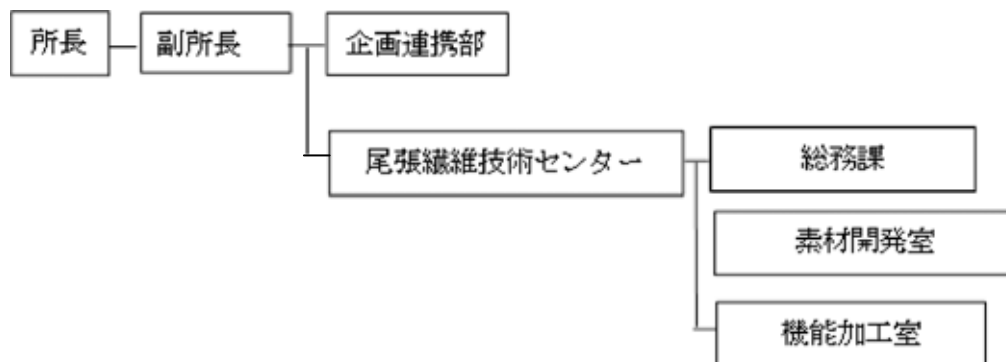 所長
副所長
企画連携部
尾張繊維技術センター
総務課
素材開発室
機能加工室